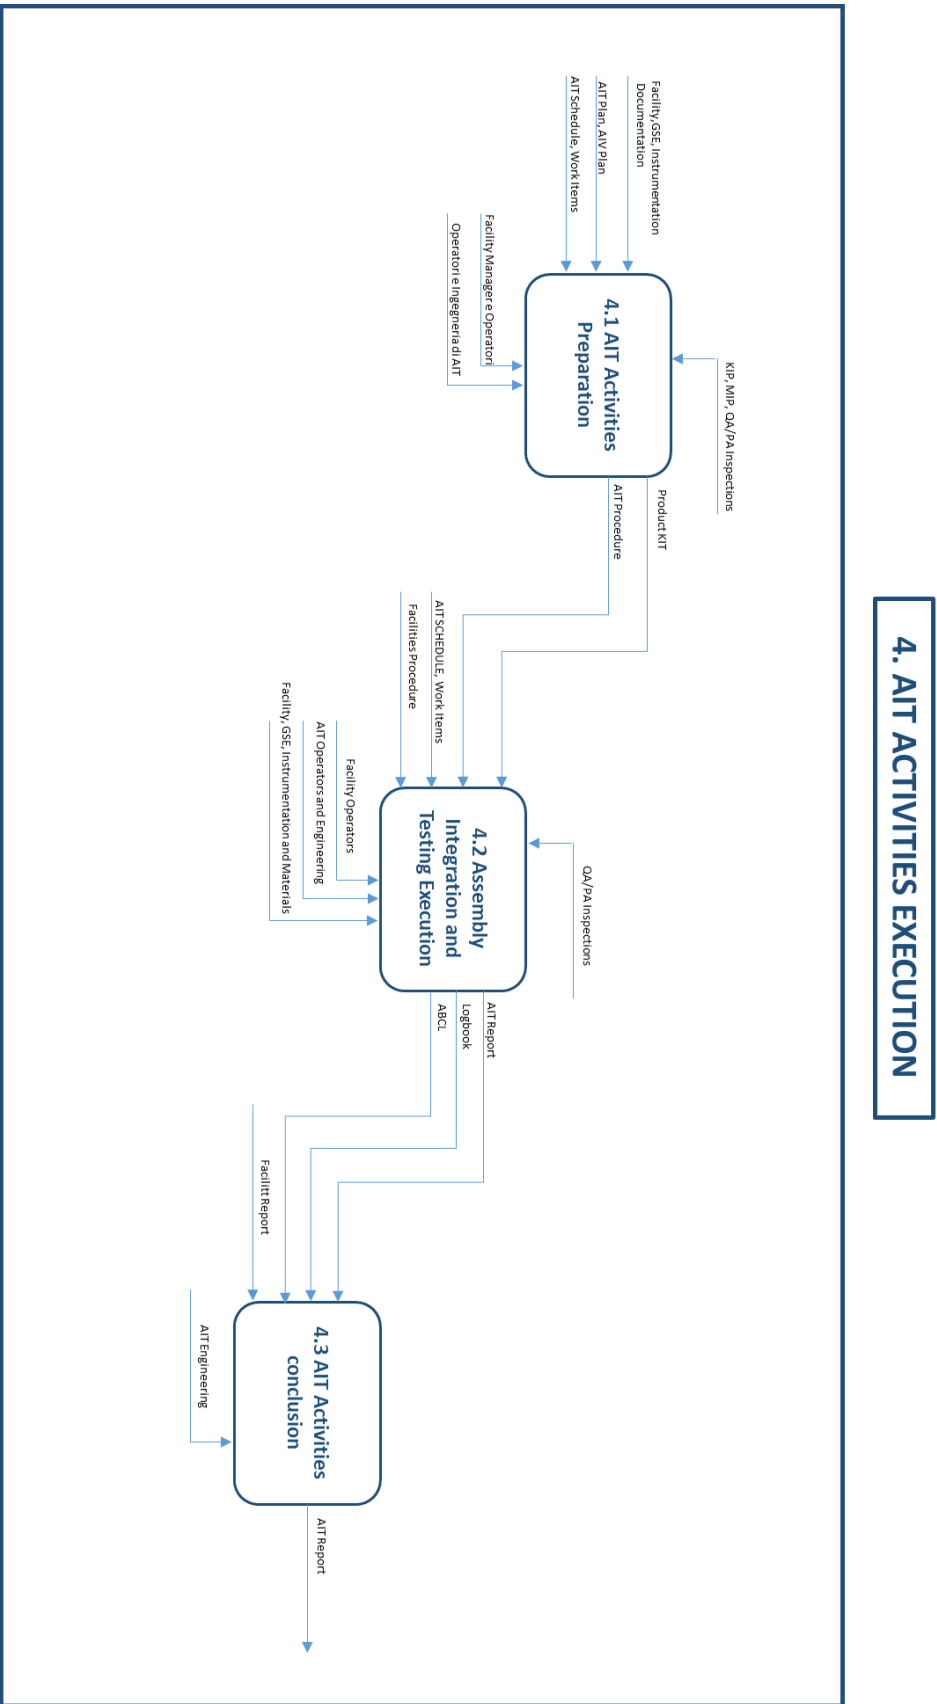 4. AIT ACTIVITIES EXECUTION
KIP, MIP, QA/PA Inspections
Facility,GSE, Instrumentation
Documentation
AIT Plan, AIV Plan
AIT Schedule, Work Items
4.1 AIT Activities
Preparation
Facility Manager e Operatori
Operatori e Ingegneria di AIT
Product KIT
AIT Procedure
QA/PA Inspections
AIT SCHEDULE, Work Items
Facilities Procedure
4.2 Assembly
Integration and
Testing Execution
Facility Operators
AIT Operators and Engineering
Facility, GSE, Instrumentation and Materials
AIT Report
Logbook
ABCL
Facilitt Report
4.3 AIT Activities
conclusion
AIT Engineering
AIT Report